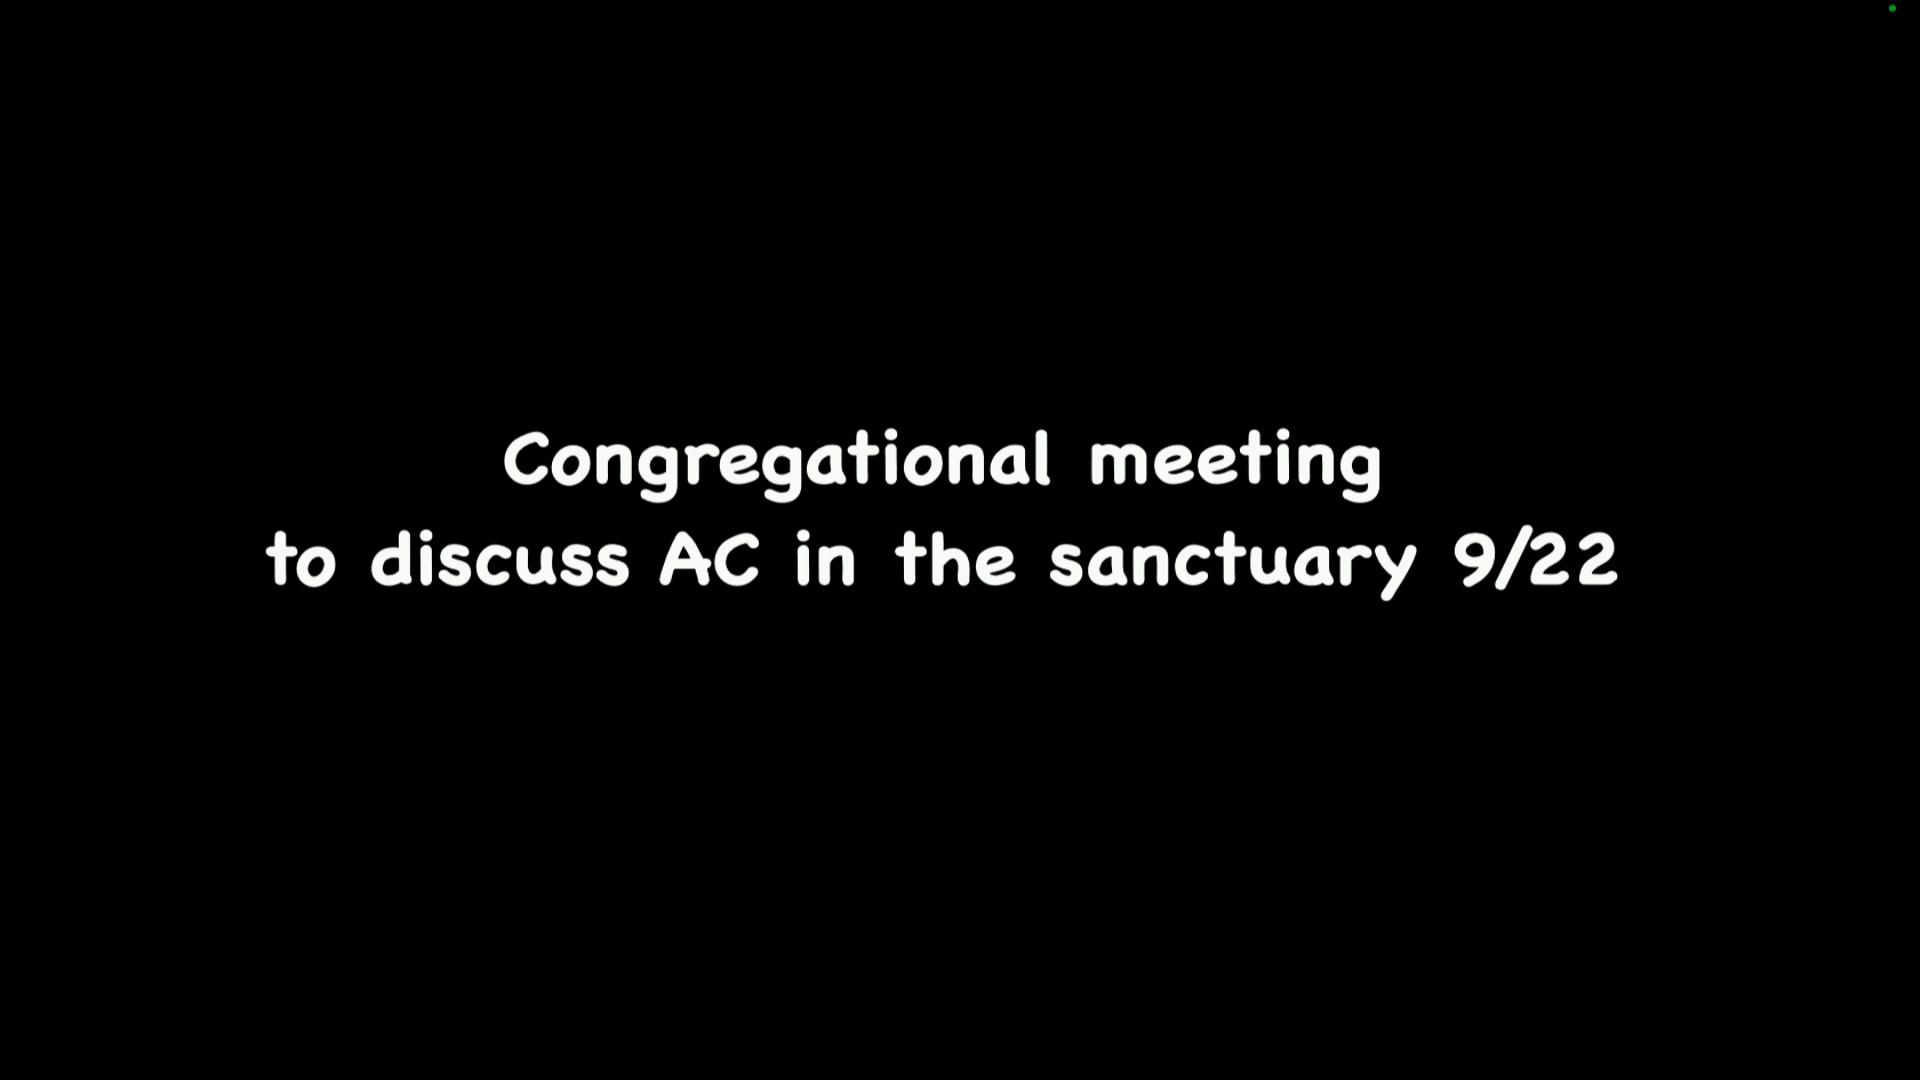 Congregational meeting
to discuss AC in the sanctuary 9/22